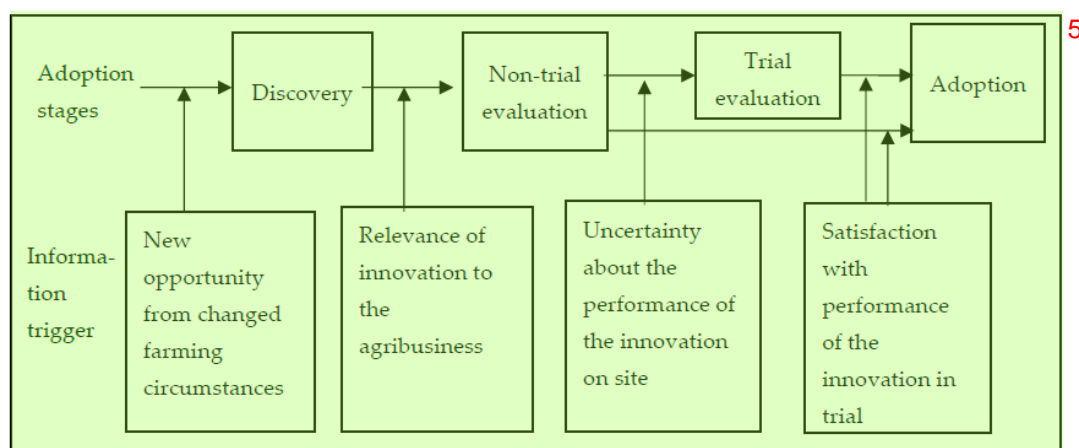 5
Adoption
stages
Discovery
Non-trial
evaluation
Trial
evaluation
Adoption
Informa-
tion
trigger
New
opportunity
from changed
farming
circumstances
Relevance of
innovation to
the
agribusiness
Uncertainty
about the
performance of
the innovation
on site
Satisfaction
with
performance
of the
innovation in
trial